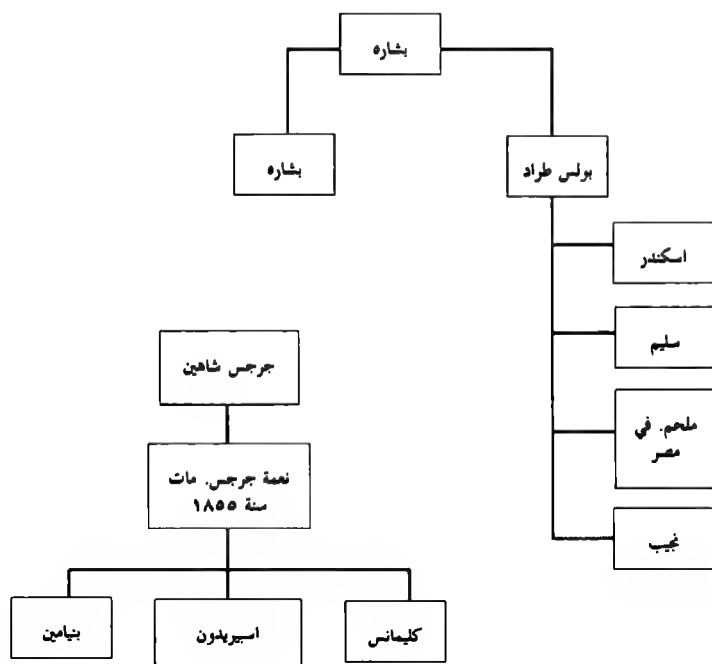 بشاره
بولس طراد
بشاره
اسكندر
سليم
ملحم. في
مصر
نجيب
جرجس شاهين
نعمة جرجس. مات
سنة ١٨٥٥
كليمانس
اسبيريدون
بنيامين